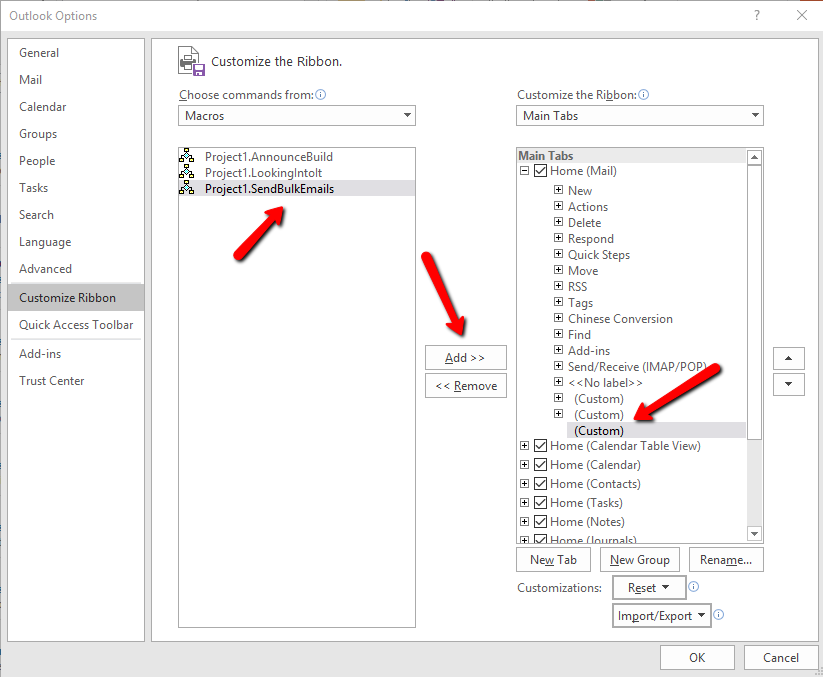 Outlook Options
?
General
Mail
Calendar
Groups
People
Tasks
Search
Language
Advanced
Customize Ribbon
Quick Access Toolbar
Add-ins
Trust Center
Customize the Ribbon.
Choose commands from:
Macros
Project1.AnnounceBuild
Project1.LookingIntoIt
Project1.SendBulkEmails
Add >>
<< Remove
Customize the Ribbon:
Main Tabs
Main Tabs
Home (Mail)
New
Actions
Delete
Respond
Quick Steps
Move
RSS
Tags
Chinese Conversion
Find
Add-ins
Send/Receive (IMAP/POP)
<<No label>>
(Custom)
(Custom)
(Custom)
Home (Calendar Table View)
Home (Calendar)
Home (Contacts)
Home (Tasks)
Home (Notes)
Home (Journals)
New Tab
New Group
Rename...
Customizations:
Reset
Import/Export
OK
Cancel